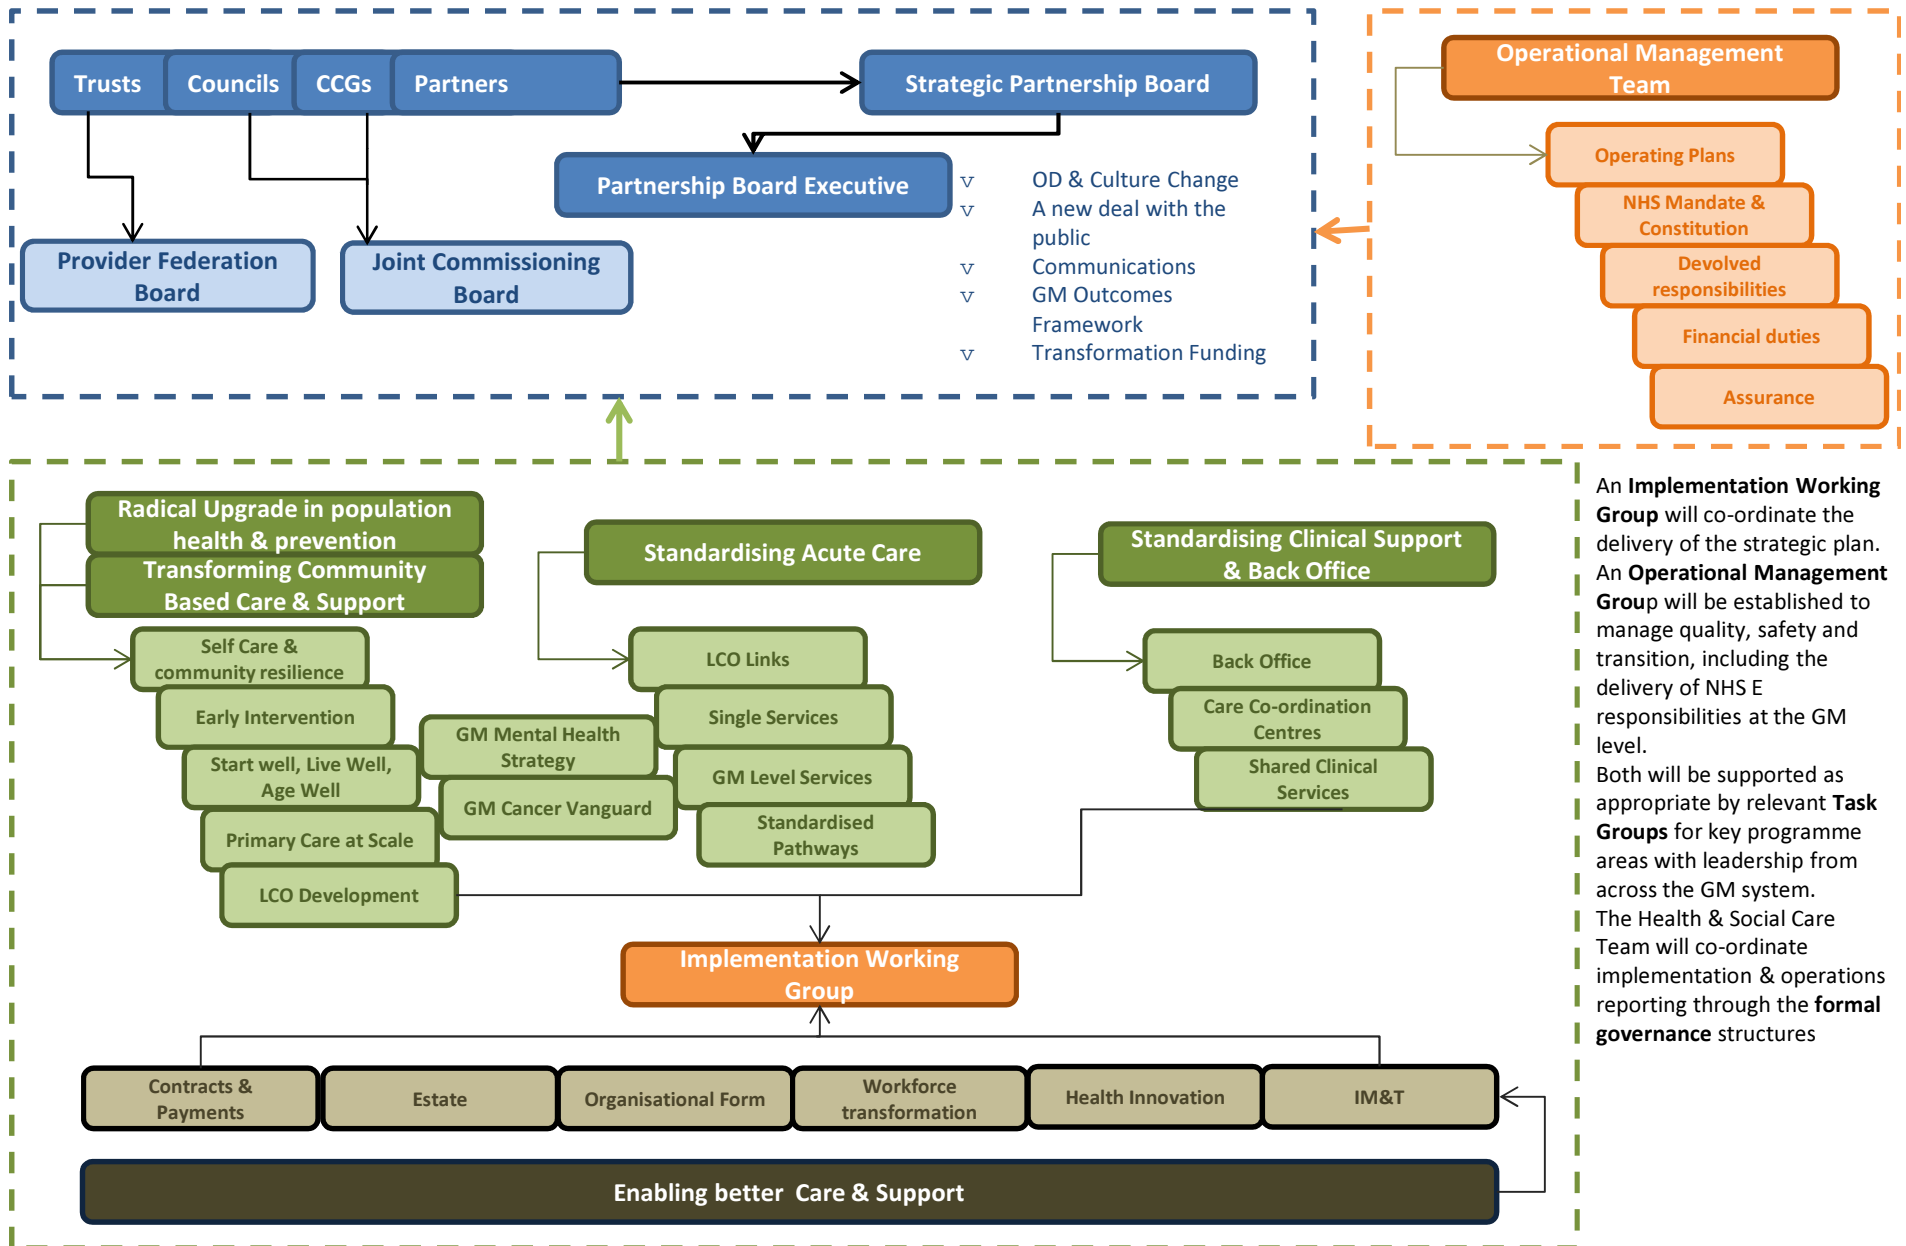 Trusts
Councils
CCGs
Partners
Strategic Partnership Board
Partnership Board Executive
Provider Federation
Board
Joint Commissioning
Board
v OD & Culture Change
v A new deal with the
public
v Communications
v GM Outcomes
Framework
v Transformation Funding
Operational Management
Team
Operating Plans
NHS Mandate &
Constitution
Devolved
responsibilities
Financial duties
Assurance
Radical Upgrade in population
health & prevention
Transforming Community
Based Care & Support
Self Care &
community resilience
Early Intervention
Start well, Live Well,
Age Well
Primary Care at Scale
LCO Development
GM Mental Health
Strategy
GM Cancer Vanguard
Standardising Acute Care
LCO Links
Single Services
GM Level Services
Standardised
Pathways
Standardising Clinical Support
& Back Office
Back Office
Care Co-ordination
Centres
Shared Clinical
Services
Implementation Working
Group
Contracts &
Payments
Estate
Organisational Form
Workforce
transformation
Health Innovation
IM&T
Enabling better Care & Support
An Implementation Working
Group will co-ordinate the
delivery of the strategic plan.
An Operational Management
Group will be established to
manage quality, safety and
transition, including the
delivery of NHS E
responsibilities at the GM
level.
Both will be supported as
appropriate by relevant Task
Groups for key programme
areas with leadership from
across the GM system.
The Health & Social Care
Team will co-ordinate
implementation & operations
reporting through the formal
governance structures